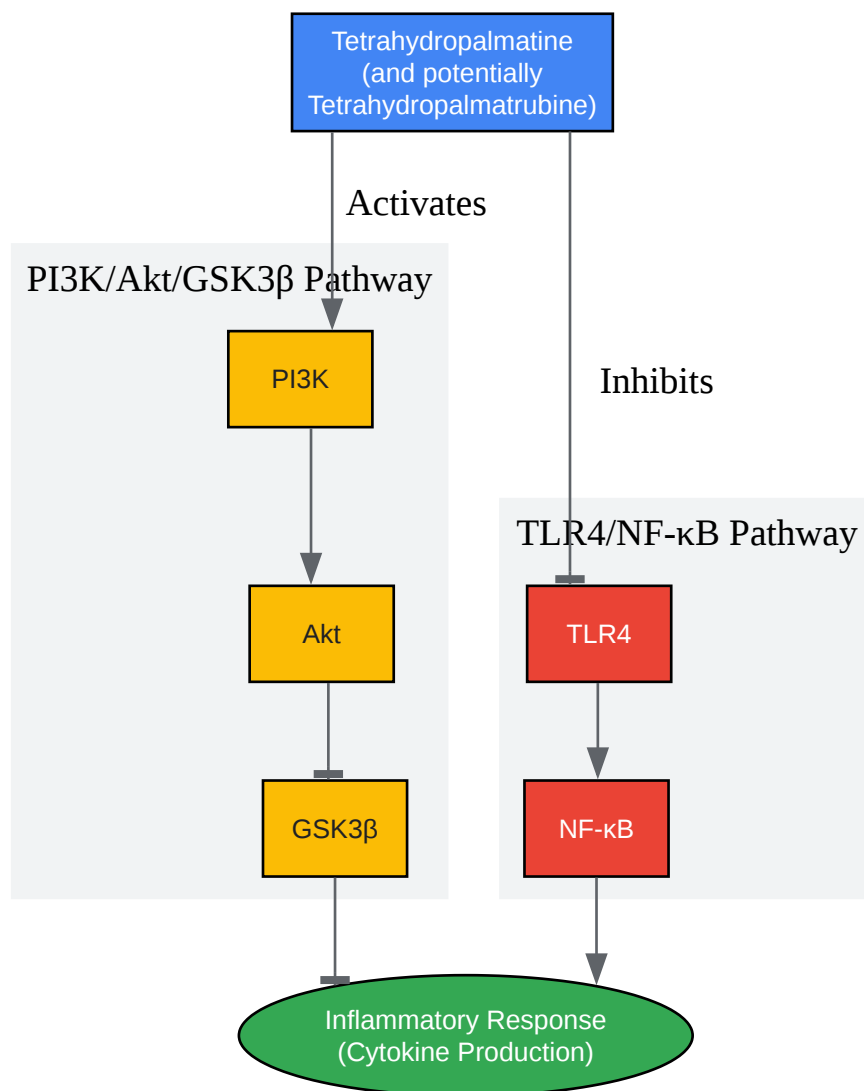 Tetrahydropalmatine
(and potentially
Tetrahydropalmatrubine)
Activates
PI3K/Akt/GSK3β Pathway
PI3K
Inhibits
TLR4/NF-κB Pathway
Akt
TLR4
GSK3β
NF-κB
Inflammatory Response
(Cytokine Production)